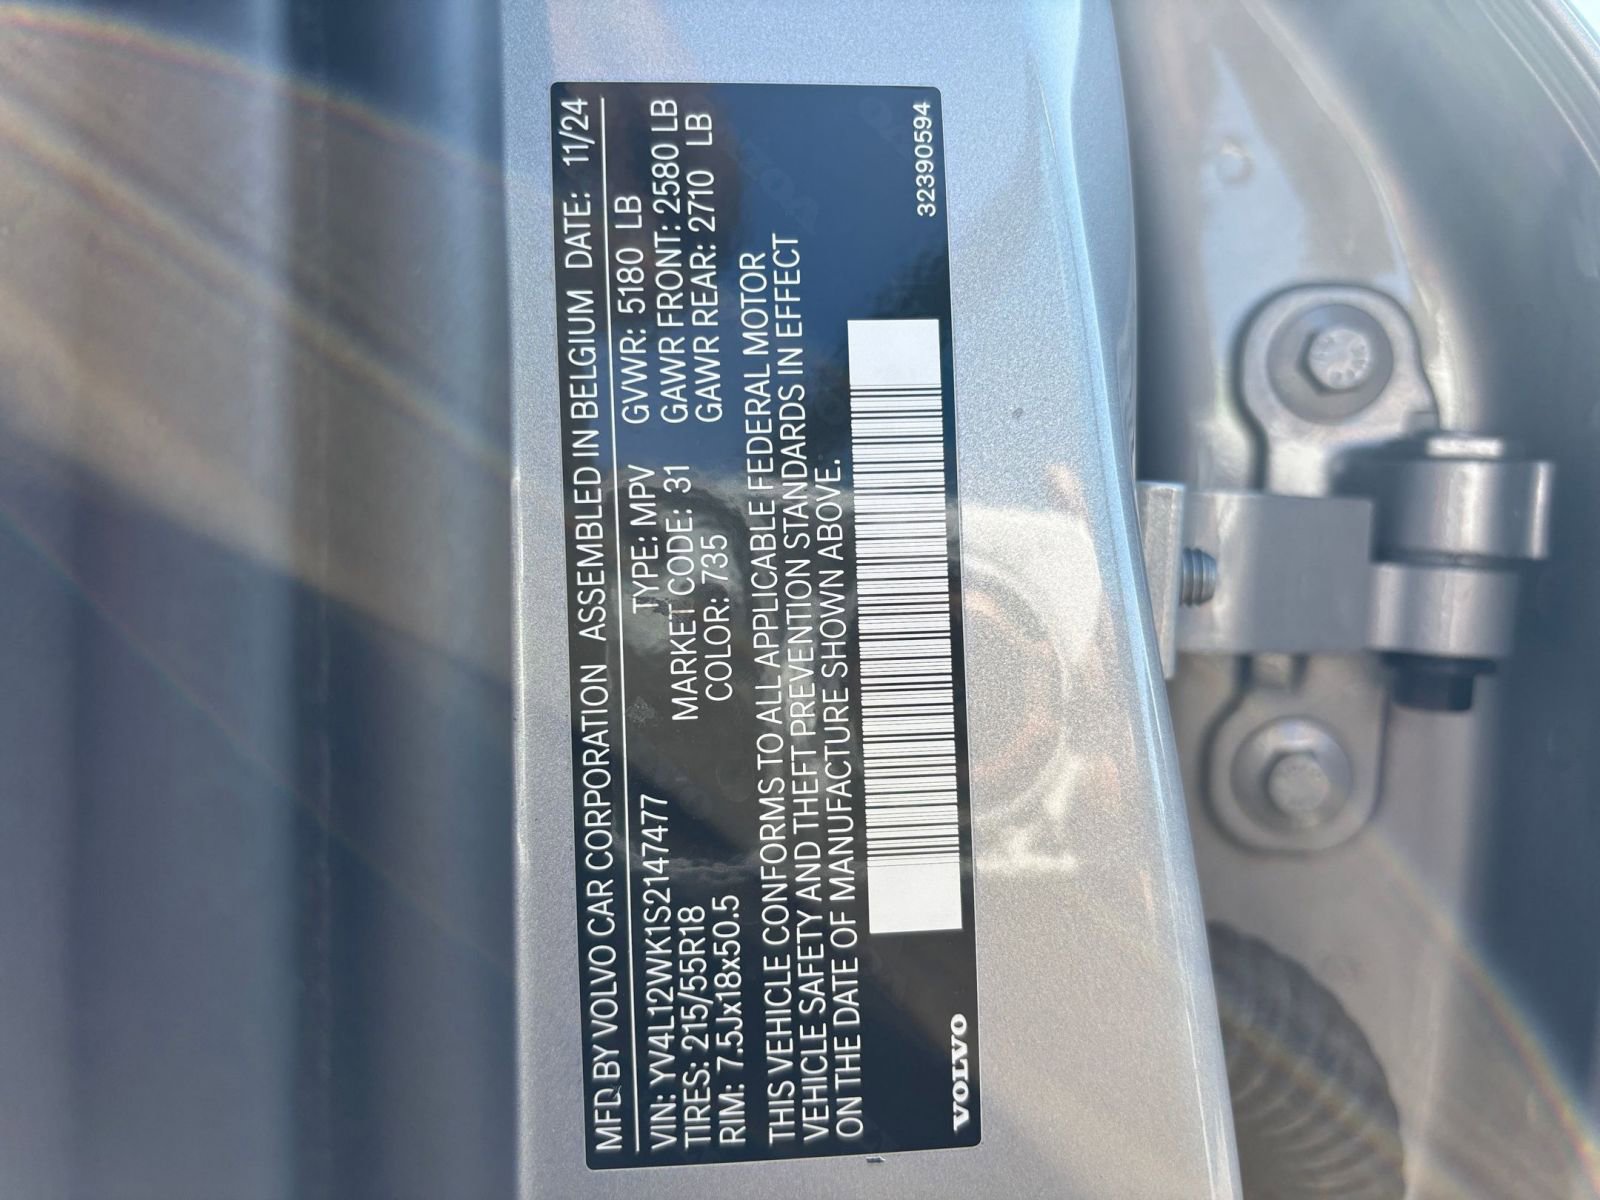 MFD BY VOLVO CAR CORPORATION ASSEMBLED IN BELGIUM DATE: 11/24
VIN: YV4L12WK1S2147477 TYPE: MPV GVWR: 5180 LB
TIRES: 215/55R18 MARKET CODE: 31 GAWR FRONT: 2580 LB
RIM: 7.5Jx18x50.5 COLOR: 735 GAWR REAR: 2710 LB
THIS VEHICLE CONFORMS TO ALL APPLICABLE FEDERAL MOTOR
VEHICLE SAFETY AND THEFT PREVENTION STANDARDS IN EFFECT
ON THE DATE OF MANUFACTURE SHOWN ABOVE.
VOLVO 32390594